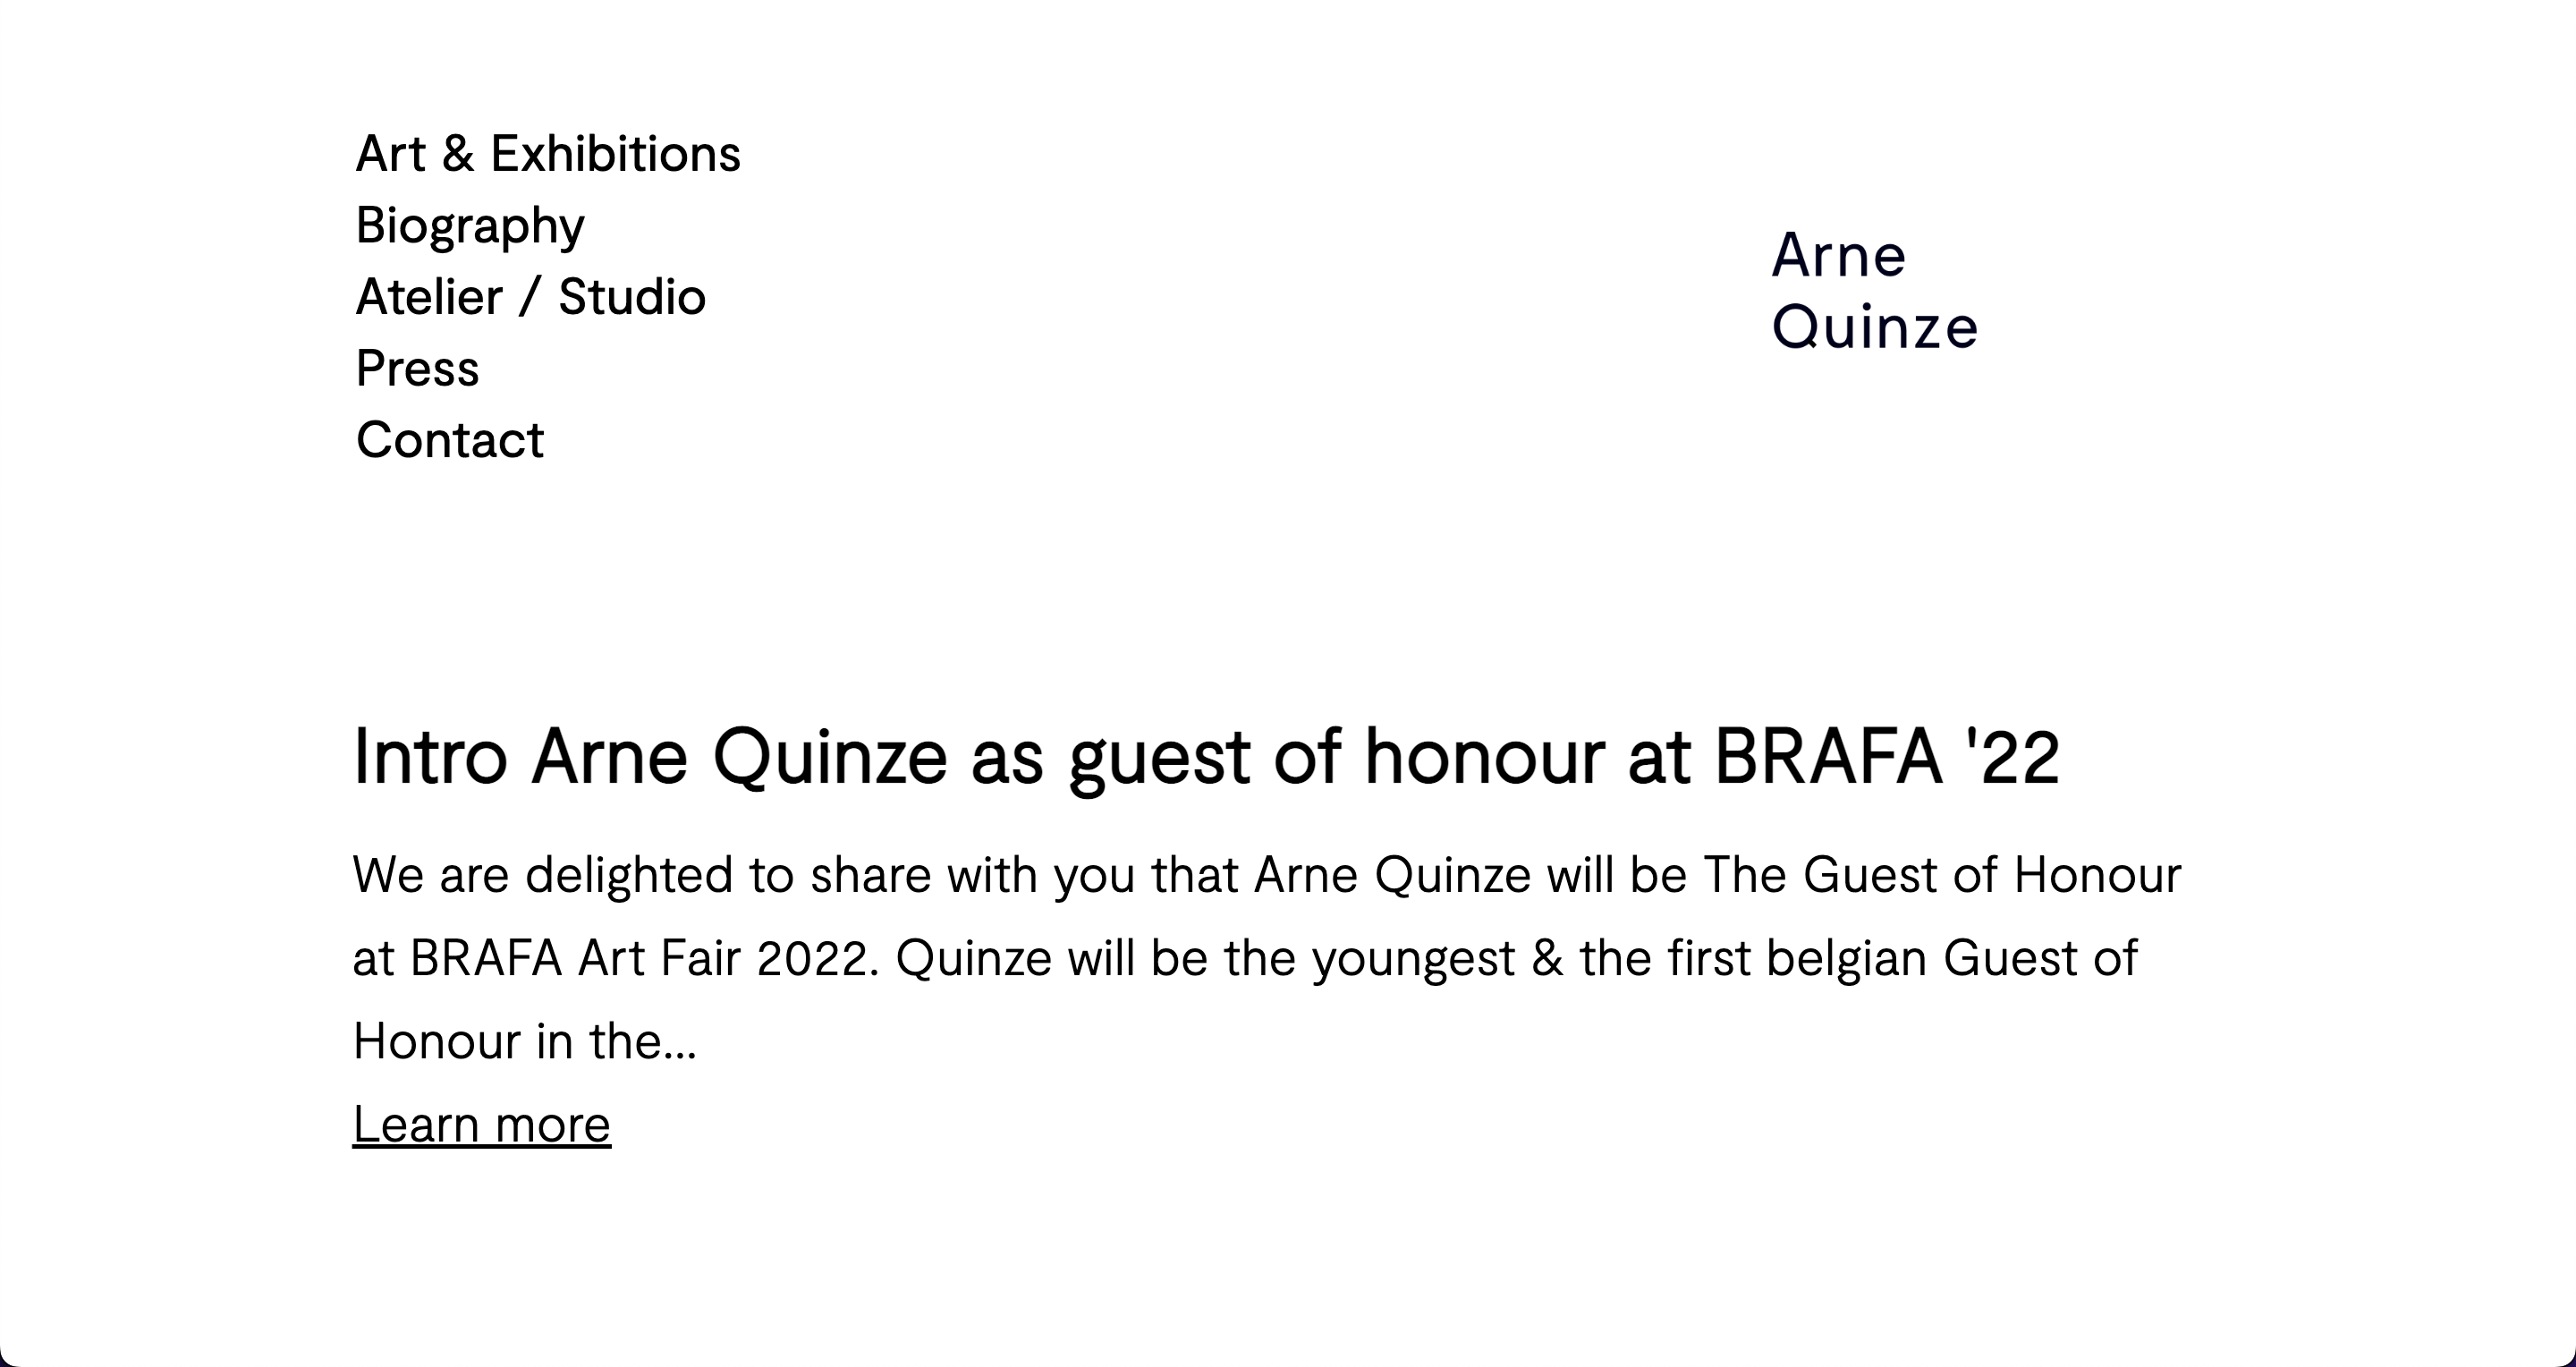 Art & Exhibitions
Biography
Atelier / Studio
Press
Contact
Arne
Quinze
Intro Arne Quinze as guest of honour at BRAFA '22
We are delighted to share with you that Arne Quinze will be The Guest of Honour
at BRAFA Art Fair 2022. Quinze will be the youngest & the first belgian Guest of
Honour in the...
Learn more